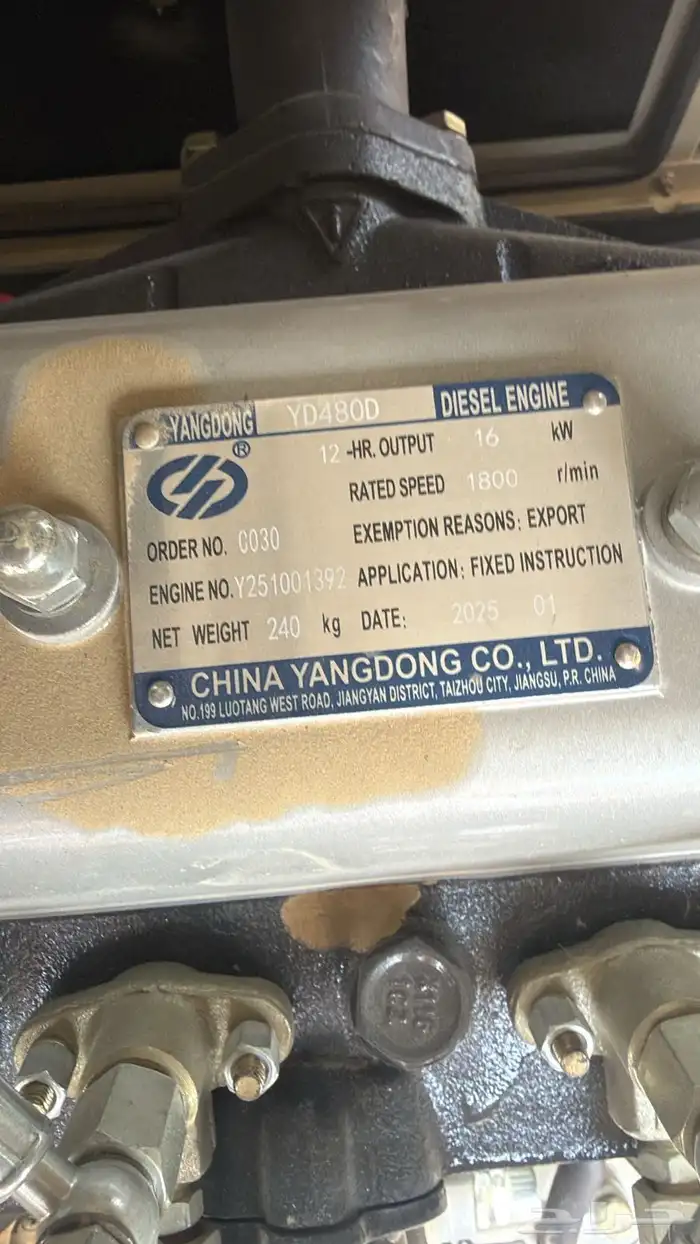 YANGDONG YD480D DIESEL ENGINE
®
12 -HR. OUTPUT 16 kW
RATED SPEED 1800 r/min
ORDER NO. C030 EXEMPTION REASONS: EXPORT
ENGINE NO. Y251001392 APPLICATION: FIXED INSTRUCTION
NET WEIGHT 240 kg DATE: 2025 01
CHINA YANGDONG CO., LTD.
NO.199 LUOTANG WEST ROAD, JIANGYAN DISTRICT, TAIZHOU CITY, JIANGSU, P.R. CHINA
حراج